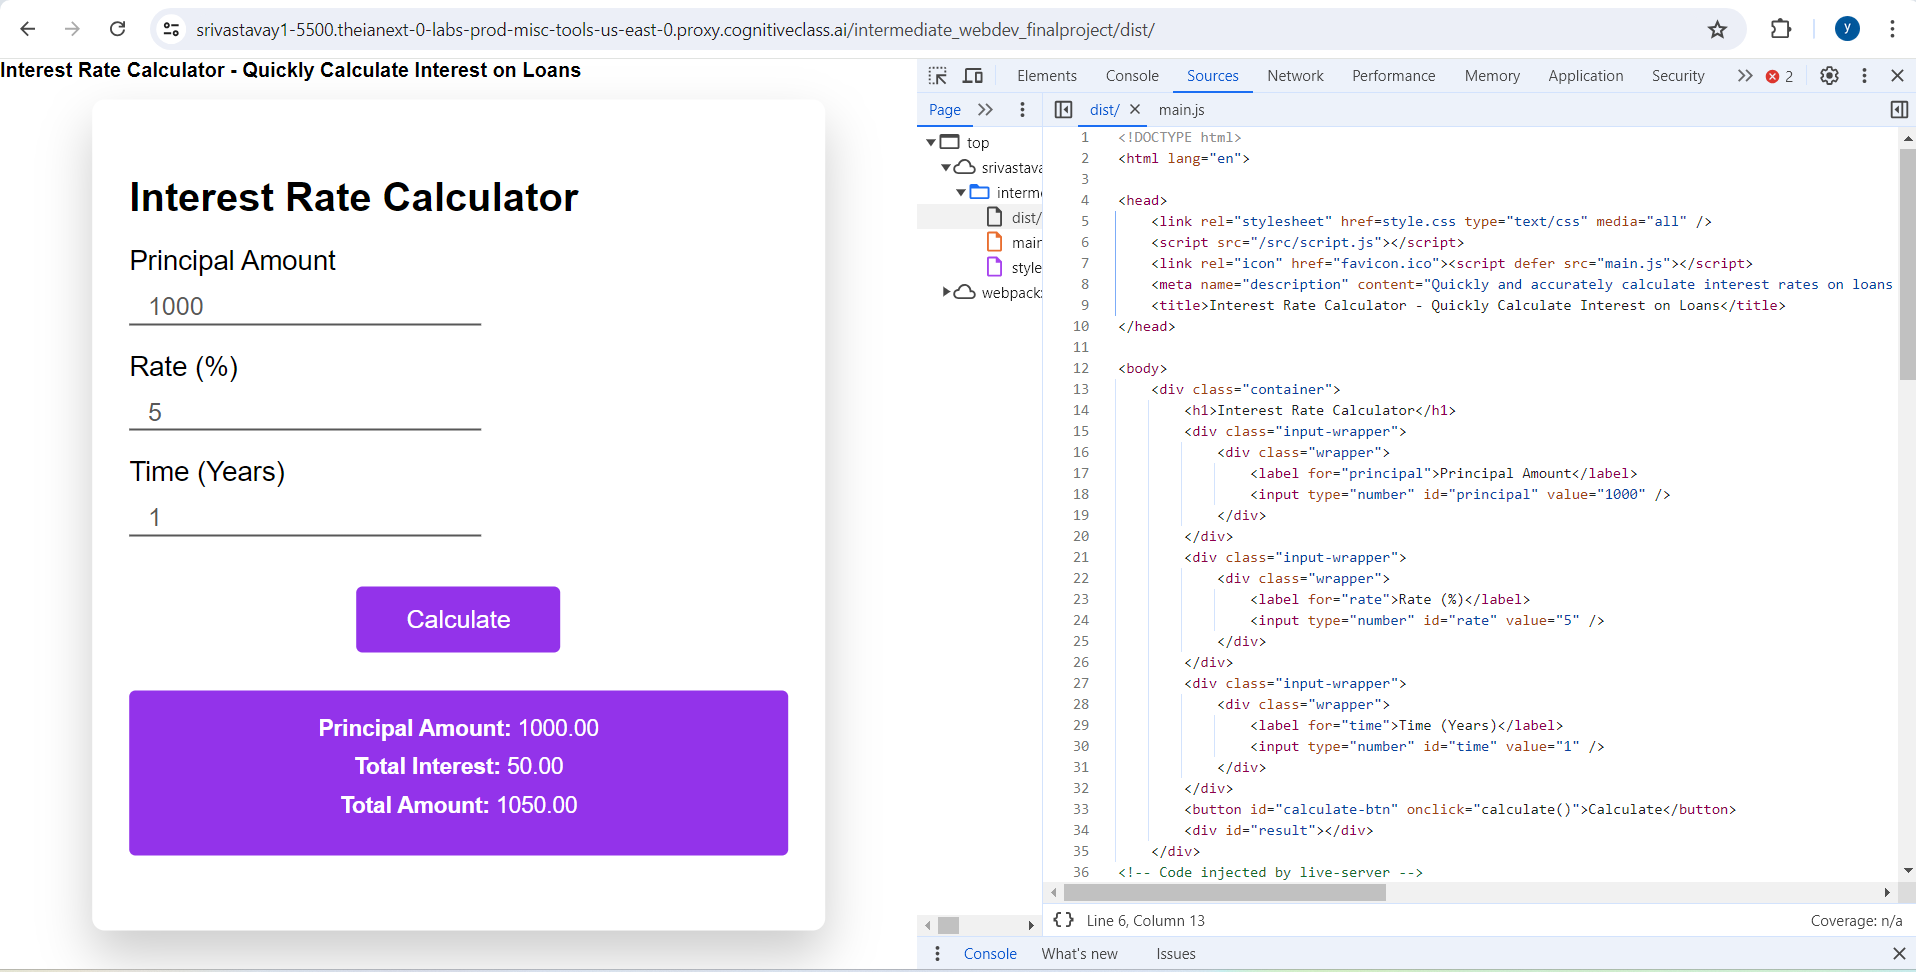 srivastavay1-5500.theianext-0-labs-prod-misc-tools-us-east-0.proxy.cognitiveclass.ai/intermediate_webdev_finalproject/dist/
y
Interest Rate Calculator - Quickly Calculate Interest on Loans
Interest Rate Calculator
Principal Amount
1000
Rate (%)
5
Time (Years)
1
Calculate
Principal Amount: 1000.00
Total Interest: 50.00
Total Amount: 1050.00
Elements Console Sources Network Performance Memory Application Security 2
Page
top
srivastava
interm
dist/
main
style
webpack:
dist/ main.js
1 <!DOCTYPE html>
2 <html lang="en">
3
4 <head>
5 <link rel="stylesheet" href=style.css type="text/css" media="all" />
6 <script src="/src/script.js"></script>
7 <link rel="icon" href="favicon.ico"><script defer src="main.js"></script>
8 <meta name="description" content="Quickly and accurately calculate interest rates on loans
9 <title>Interest Rate Calculator - Quickly Calculate Interest on Loans</title>
10 </head>
11
12 <body>
13 <div class="container">
14 <h1>Interest Rate Calculator</h1>
15 <div class="input-wrapper">
16 <div class="wrapper">
17 <label for="principal">Principal Amount</label>
18 <input type="number" id="principal" value="1000" />
19 </div>
20 </div>
21 <div class="input-wrapper">
22 <div class="wrapper">
23 <label for="rate">Rate (%)</label>
24 <input type="number" id="rate" value="5" />
25 </div>
26 </div>
27 <div class="input-wrapper">
28 <div class="wrapper">
29 <label for="time">Time (Years)</label>
30 <input type="number" id="time" value="1" />
31 </div>
32 </div>
33 <button id="calculate-btn" onclick="calculate()">Calculate</button>
34 <div id="result"></div>
35 </div>
36 <!-- Code injected by live-server -->
{} Line 6, Column 13 Coverage: n/a
Console What's new Issues